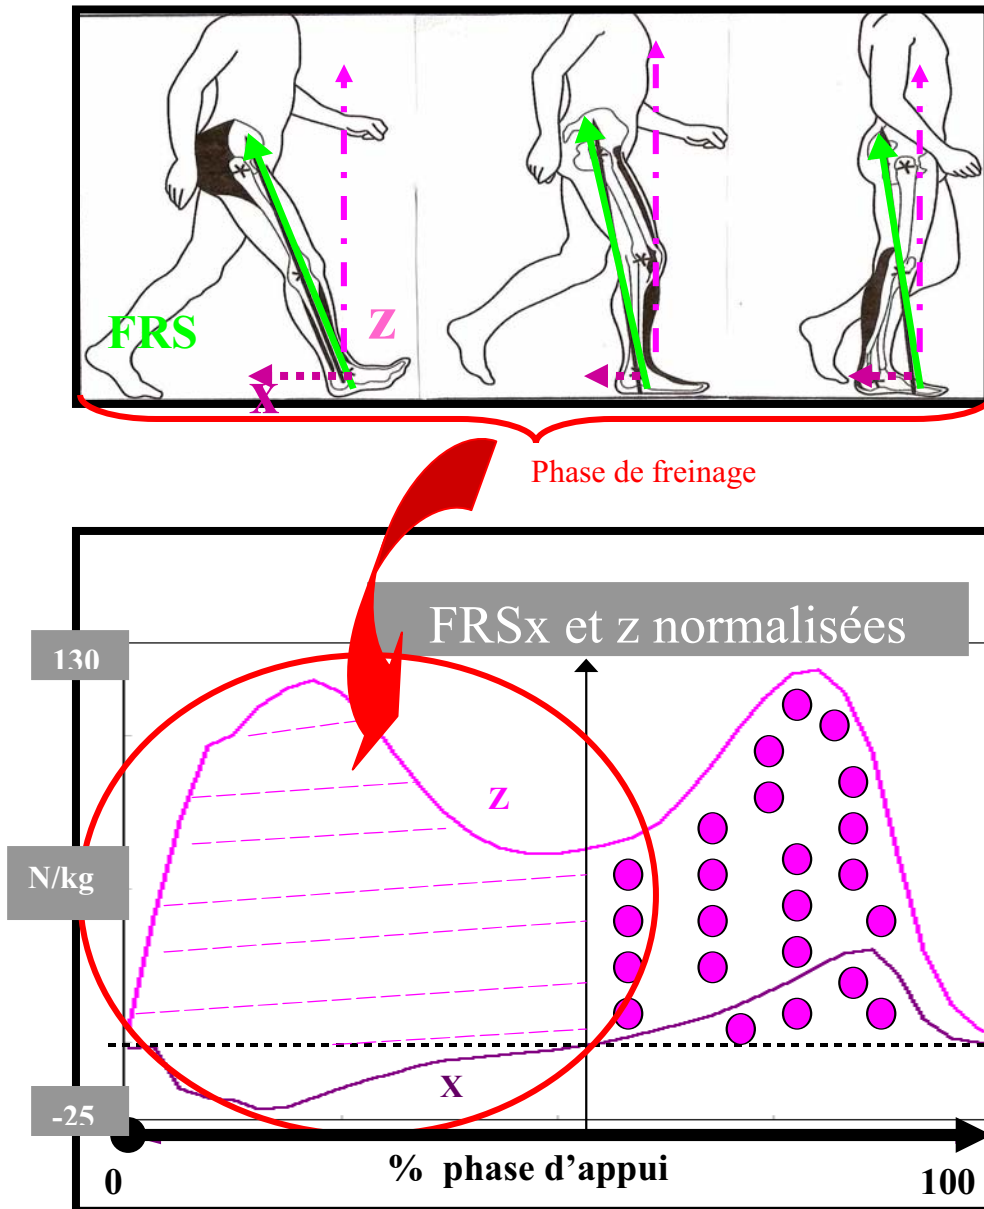 FRS
z
x
Phase de freinage
FRSx et z normalisées
130
z
N/kg
x
-25
% phase d’appui
0
100